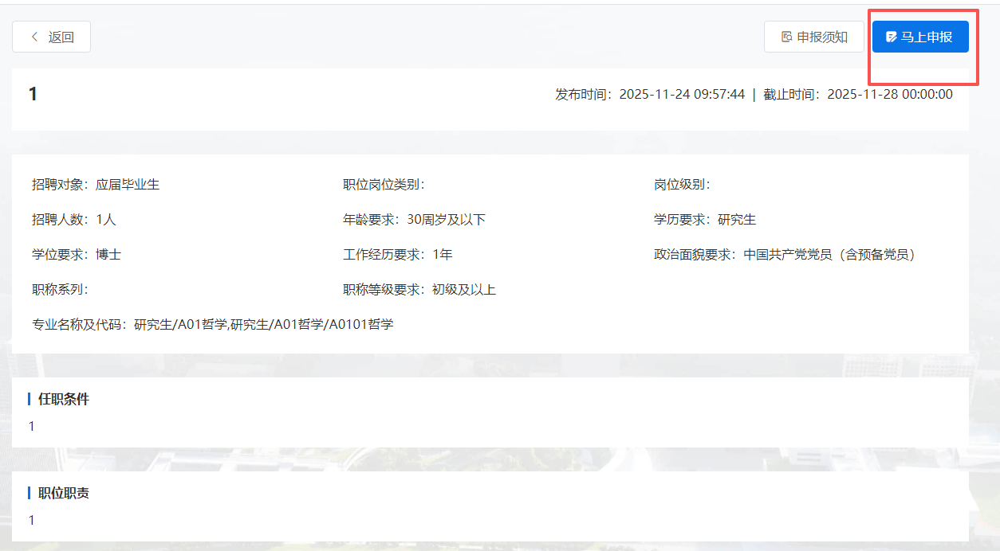 返回 申报须知 马上申报
1 发布时间：2025-11-24 09:57:44 | 截止时间：2025-11-28 00:00:00
招聘对象：应届毕业生 职位岗位类别： 岗位级别：
招聘人数：1人 年龄要求：30周岁及以下 学历要求：研究生
学位要求：博士 工作经历要求：1年 政治面貌要求：中国共产党党员（含预备党员）
职称系列： 职称等级要求：初级及以上
专业名称及代码：研究生/A01哲学,研究生/A01哲学/A0101哲学
任职条件
1
职位职责
1